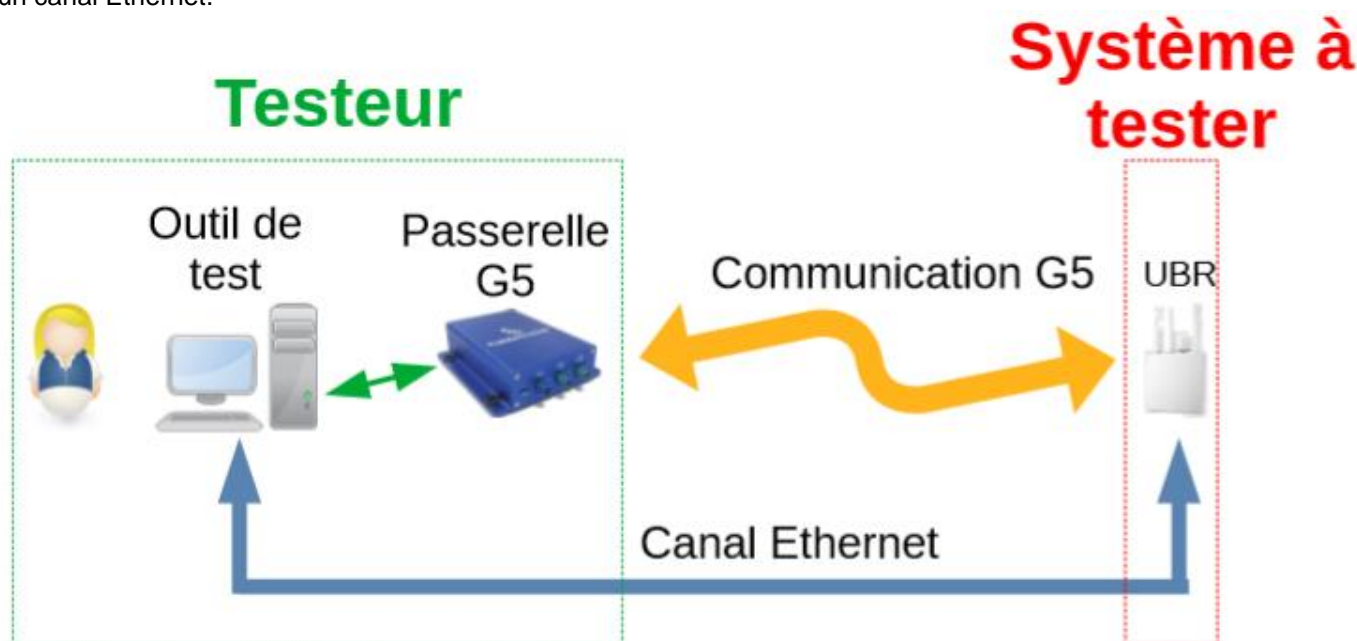 un canal Ethernet.
Système à
tester
Testeur
Outil de
test
Passerelle
G5
Communication G5
UBR
Canal Ethernet